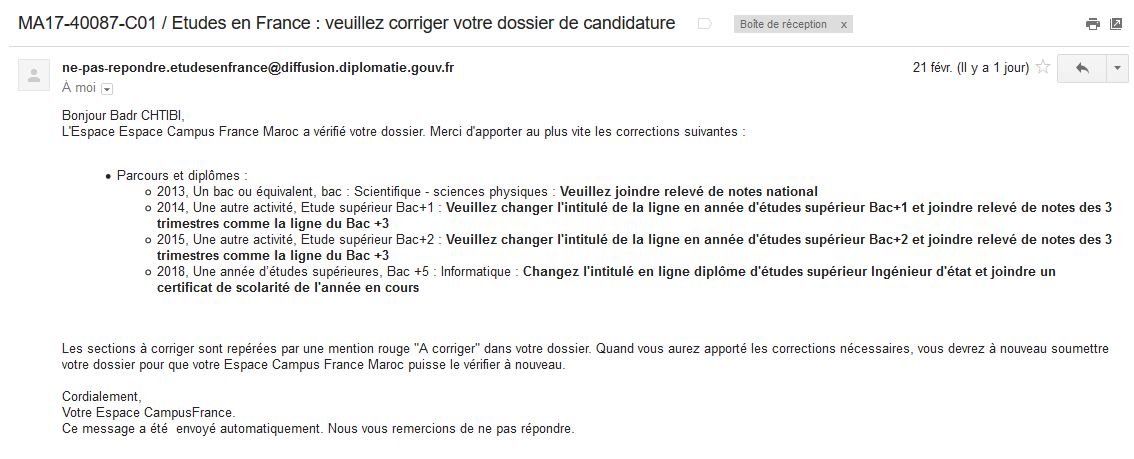 MA17-40087-C01 / Etudes en France : veuillez corriger votre dossier de candidature
Boîte de réception x
ne-pas-repondre.etudesenfrance@diffusion.diplomatie.gouv.fr
21 févr. (Il y a 1 jour)
À moi
Bonjour Badr CHTIBI,
L'Espace Espace Campus France Maroc a vérifié votre dossier. Merci d'apporter au plus vite les corrections suivantes :
• Parcours et diplômes :
○ 2013, Un bac ou équivalent, bac : Scientifique - sciences physiques : Veuillez joindre relevé de notes national
○ 2014, Une autre activité, Etude supérieur Bac+1 : Veuillez changer l'intitulé de la ligne en année d'études supérieur Bac+1 et joindre relevé de notes des 3
trimestres comme la ligne du Bac +3
○ 2015, Une autre activité, Etude supérieur Bac+2 : Veuillez changer l'intitulé de la ligne en année d'études supérieur Bac+2 et joindre relevé de notes des 3
trimestres comme la ligne du Bac +3
○ 2018, Une année d'études supérieures, Bac +5 : Informatique : Changez l'intitulé en ligne diplôme d'études supérieur Ingénieur d'état et joindre un
certificat de scolarité de l'année en cours
Les sections à corriger sont repérées par une mention rouge "A corriger" dans votre dossier. Quand vous aurez apporté les corrections nécessaires, vous devrez à nouveau soumettre
votre dossier pour que votre Espace Campus France Maroc puisse le vérifier à nouveau.
Cordialement,
Votre Espace CampusFrance.
Ce message a été envoyé automatiquement. Nous vous remercions de ne pas répondre.